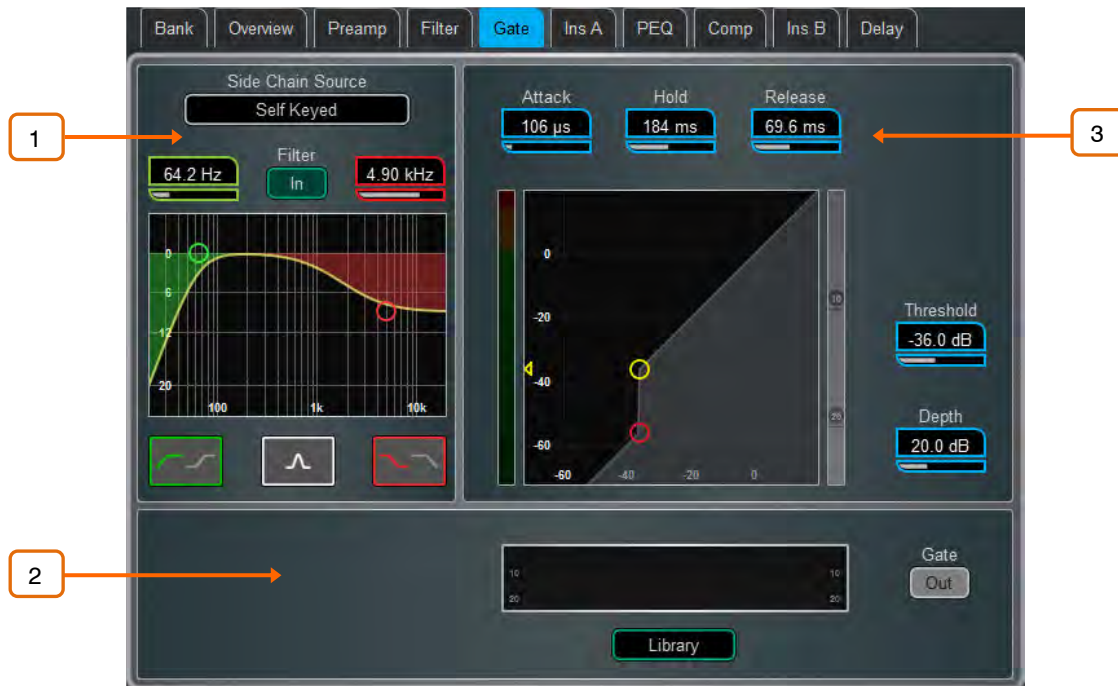 Bank Overview Preamp Filter Gate Ins A PEQ Comp Ins B Delay
Side Chain Source
Self Keyed
1
64.2 Hz
Filter
In
4.90 kHz
0
6
12
20
100 1k 10k
Attack Hold Release
106 µs 184 ms 69.6 ms
3
0
-20
-40
-60
-60 -40 -20 0
10
20
Threshold
-36.0 dB
Depth
20.0 dB
2
10 10
20 20
Gate
Out
Library